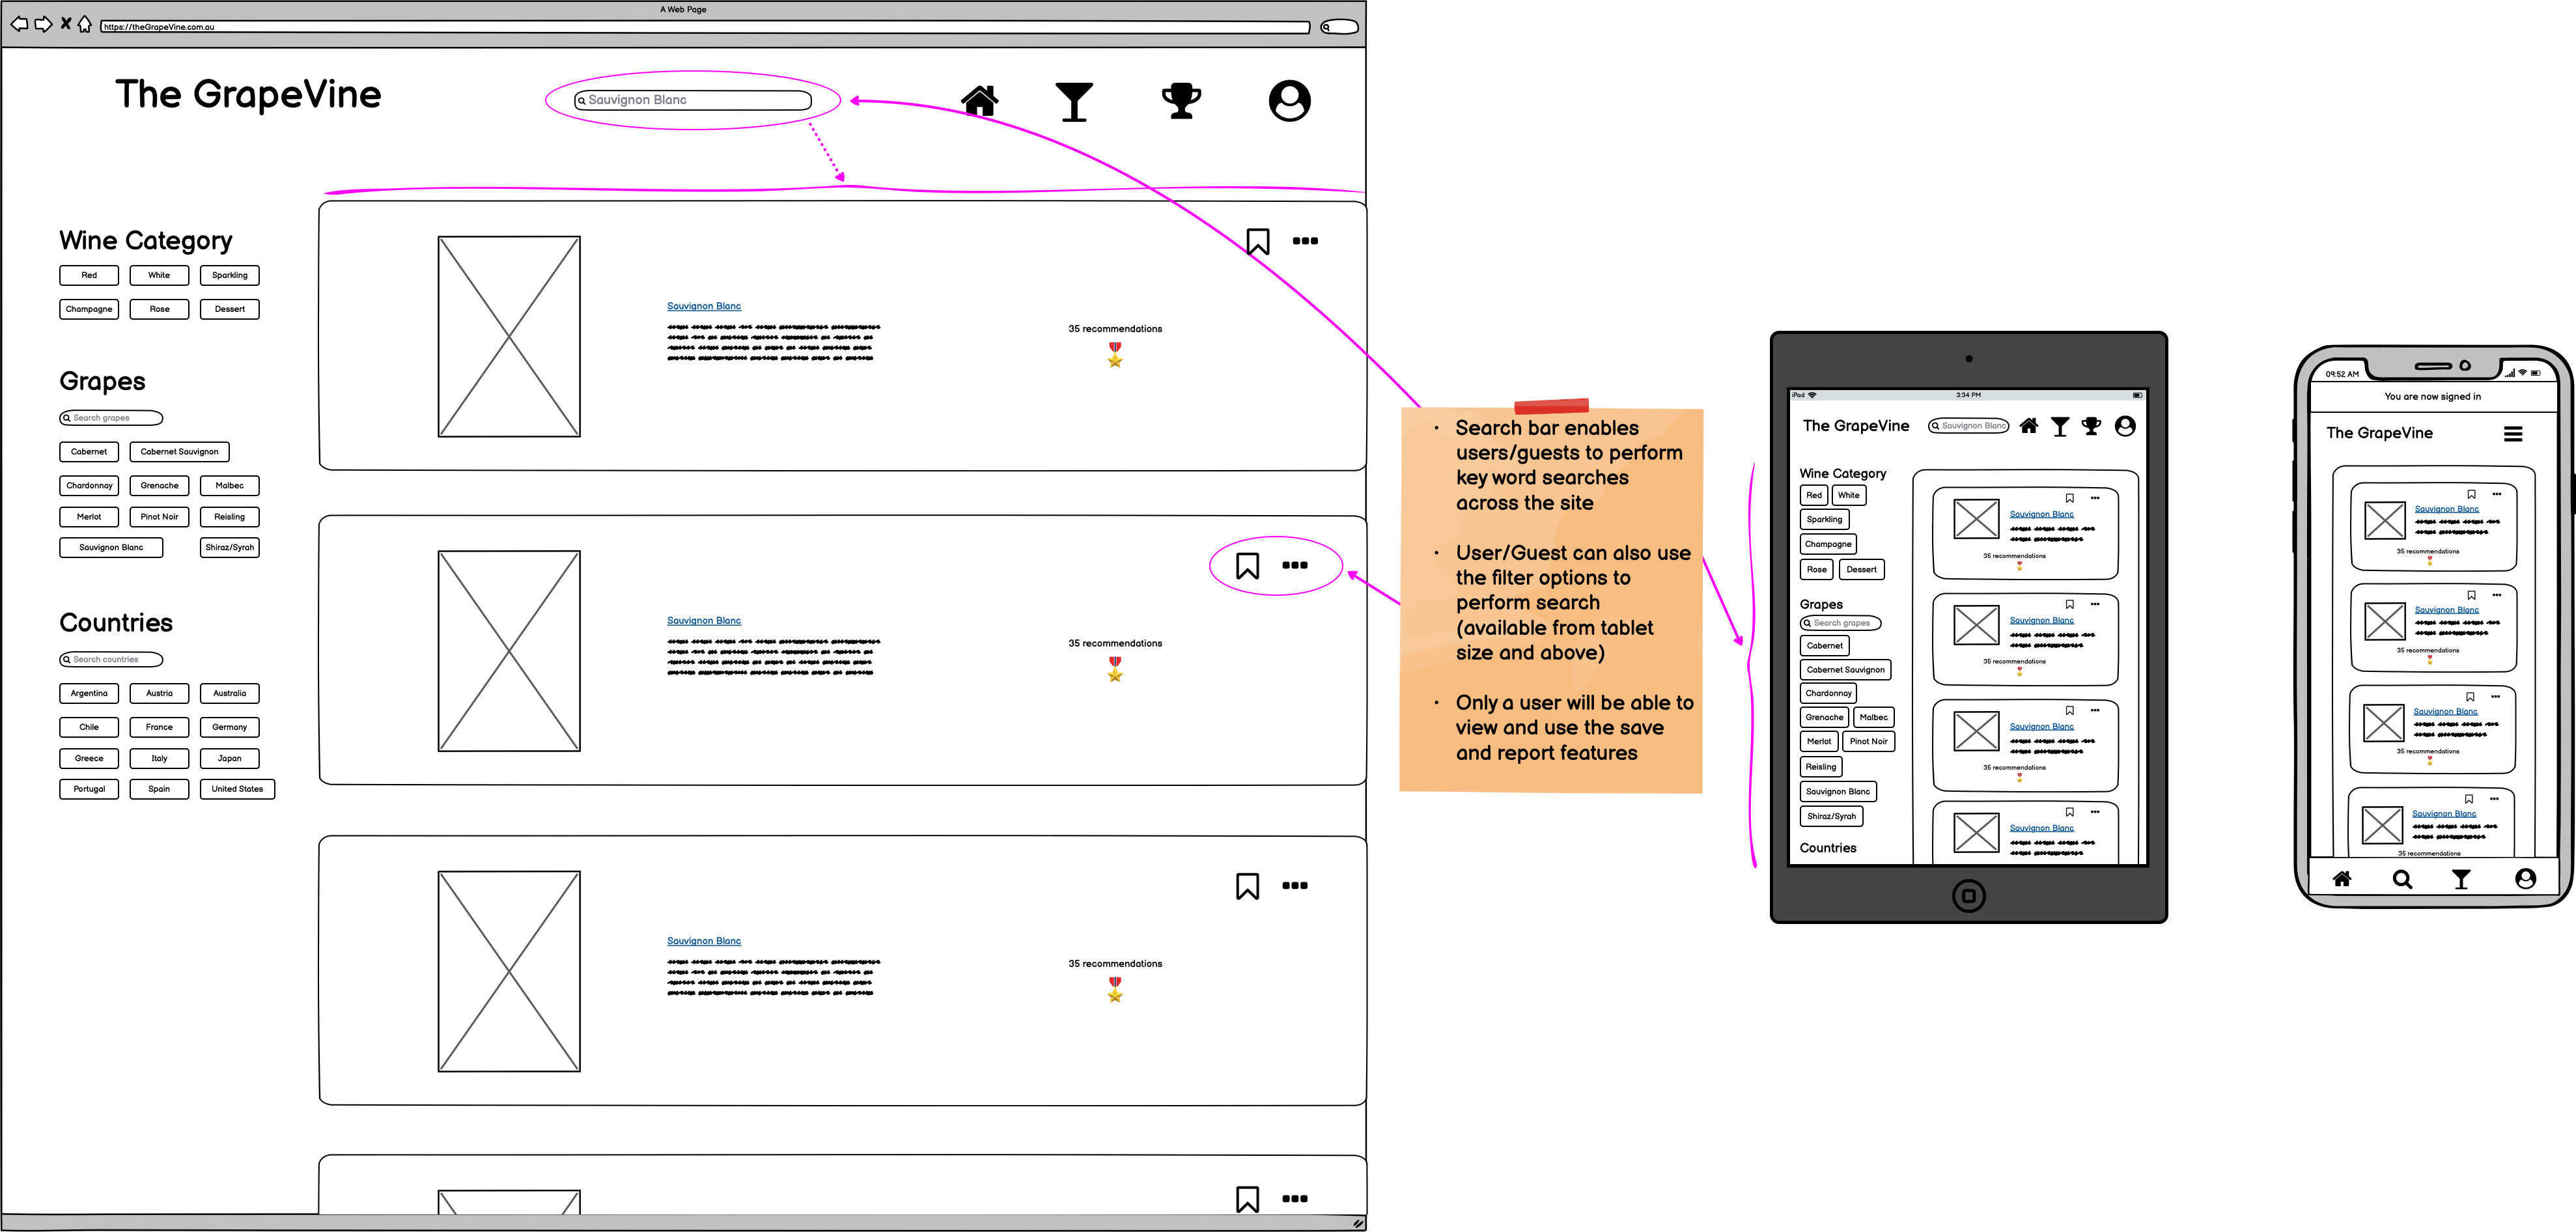 A Web Page
https://theGrapeVine.com.au
The GrapeVine
Sauvignon Blanc
Wine Category
Red
White
Sparkling
Champagne
Rose
Dessert
Grapes
Search grapes
Cabernet
Cabernet Sauvignon
Chardonnay
Grenache
Malbec
Merlot
Pinot Noir
Reisling
Sauvignon Blanc
Shiraz/Syrah
Countries
Search countries
Argentina
Austria
Australia
Chile
France
Germany
Greece
Italy
Japan
Portugal
Spain
United States
Sauvignon Blanc
35 recommendations
Sauvignon Blanc
35 recommendations
Sauvignon Blanc
35 recommendations
• Search bar enables
users/guests to perform
key word searches
across the site
• User/Guest can also use
the filter options to
perform search
(available from tablet
size and above)
• Only a user will be able to
view and use the save
and report features
iPad
3:34 PM
The GrapeVine
Sauvignon Blanc
Wine Category
Red
White
Sparkling
Champagne
Rose
Dessert
Grapes
Search grapes
Cabernet
Cabernet Sauvignon
Chardonnay
Grenache
Malbec
Merlot
Pinot Noir
Reisling
Sauvignon Blanc
Shiraz/Syrah
Countries
Sauvignon Blanc
35 recommendations
Sauvignon Blanc
35 recommendations
Sauvignon Blanc
35 recommendations
Sauvignon Blanc
09:52 AM
You are now signed in
The GrapeVine
Sauvignon Blanc
35 recommendations
Sauvignon Blanc
35 recommendations
Sauvignon Blanc
35 recommendations
Sauvignon Blanc
35 recommendations